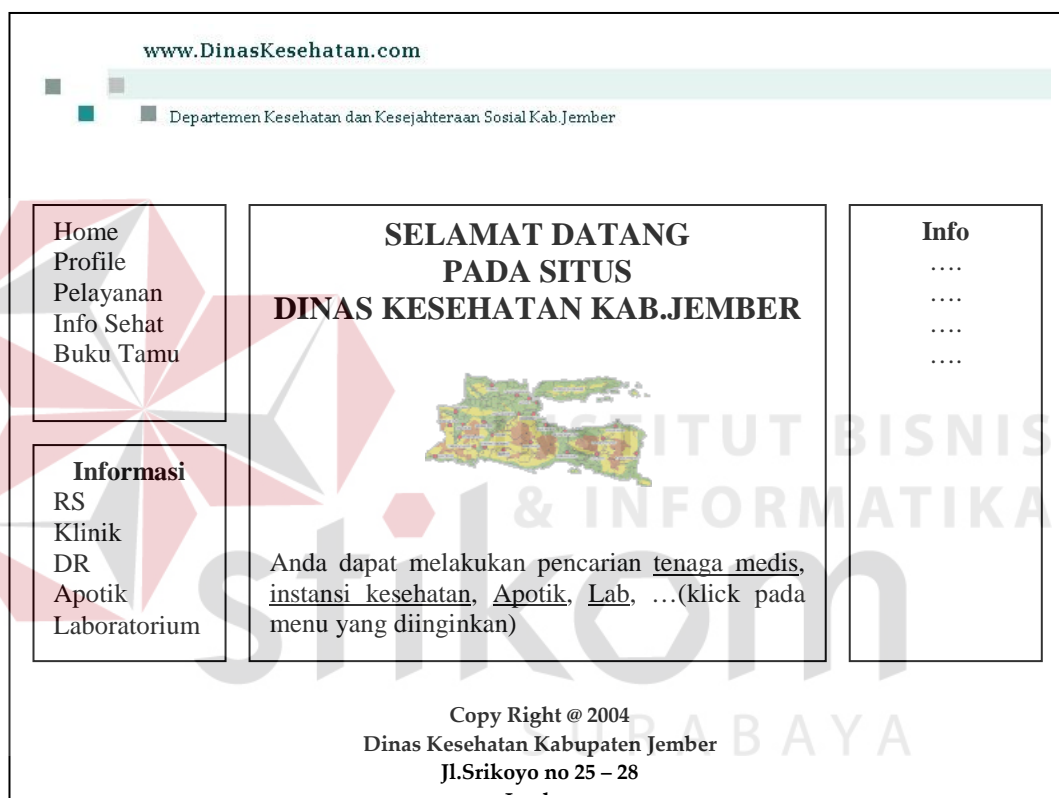 www.DinasKesehatan.com
Departemen Kesehatan dan Kesejahteraan Sosial Kab.Jember
Home
Profile
Pelayanan
Info Sehat
Buku Tamu
Informasi
RS
Klinik
DR
Apotik
Laboratorium
SELAMAT DATANG
PADA SITUS
DINAS KESEHATAN KAB.JEMBER
Anda dapat melakukan pencarian tenaga medis,
instansi kesehatan, Apotik, Lab, …(klick pada
menu yang diinginkan)
Info
….
….
….
….
INSTITUT BISNIS
& INFORMATIKA
stikom
SURABAYA
Copy Right @ 2004
Dinas Kesehatan Kabupaten Jember
Jl.Srikoyo no 25 – 28